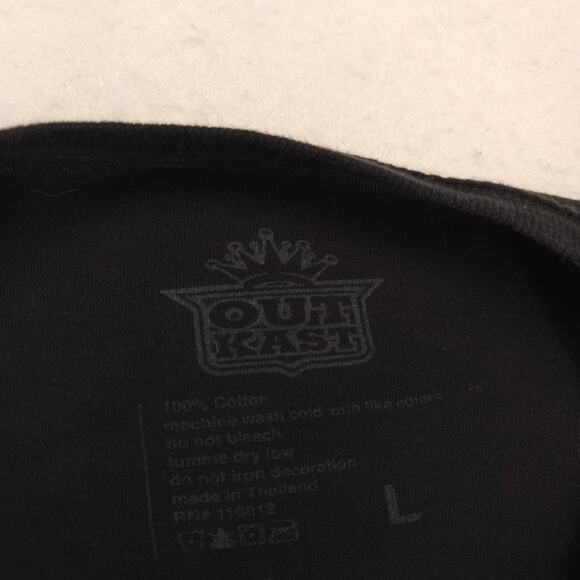 OUT
KAST
100% Cotton
machine wash cold with like colors
do not bleach
tumble dry low
do not iron decoration
made in Thailand
RN# 116812
L